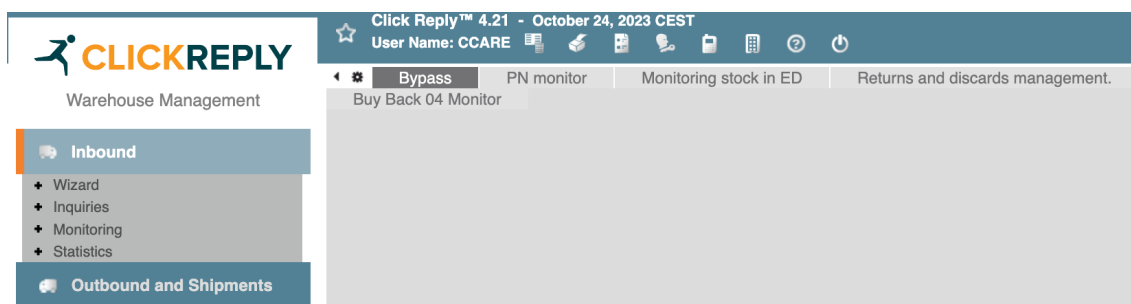 CLICKREPLY
Warehouse Management
Click Reply™ 4.21 - October 24, 2023 CEST
User Name: CCARE
Bypass PN monitor Monitoring stock in ED Returns and discards management.
Buy Back 04 Monitor
Inbound
Wizard
Inquiries
Monitoring
Statistics
Outbound and Shipments